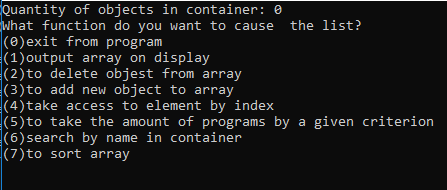 Quantity of objects in container: 0
What function do you want to cause  the list?
(0)exit from program
(1)output array on display
(2)to delete objest from array
(3)to add new object to array
(4)take access to element by index
(5)to take the amount of programs by a given criterion
(6)search by name in container
(7)to sort array